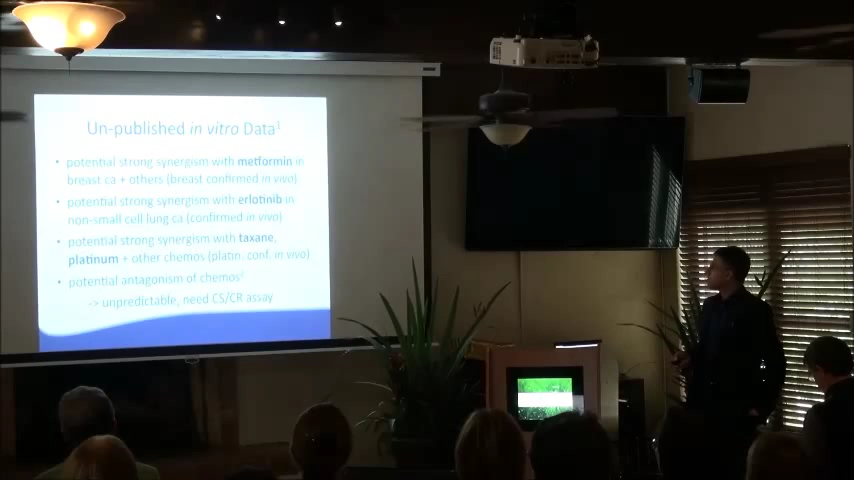 Un-published in vitro Data¹
• potential strong synergism with metformin in
breast ca + others (breast confirmed in vivo)
• potential strong synergism with erlotinib in
non-small cell lung ca (confirmed in vivo)
• potential strong synergism with taxane,
platinum + other chemos (platin. conf. in vivo)
• potential antagonism of chemos²
-> unpredictable, need CS/CR assay